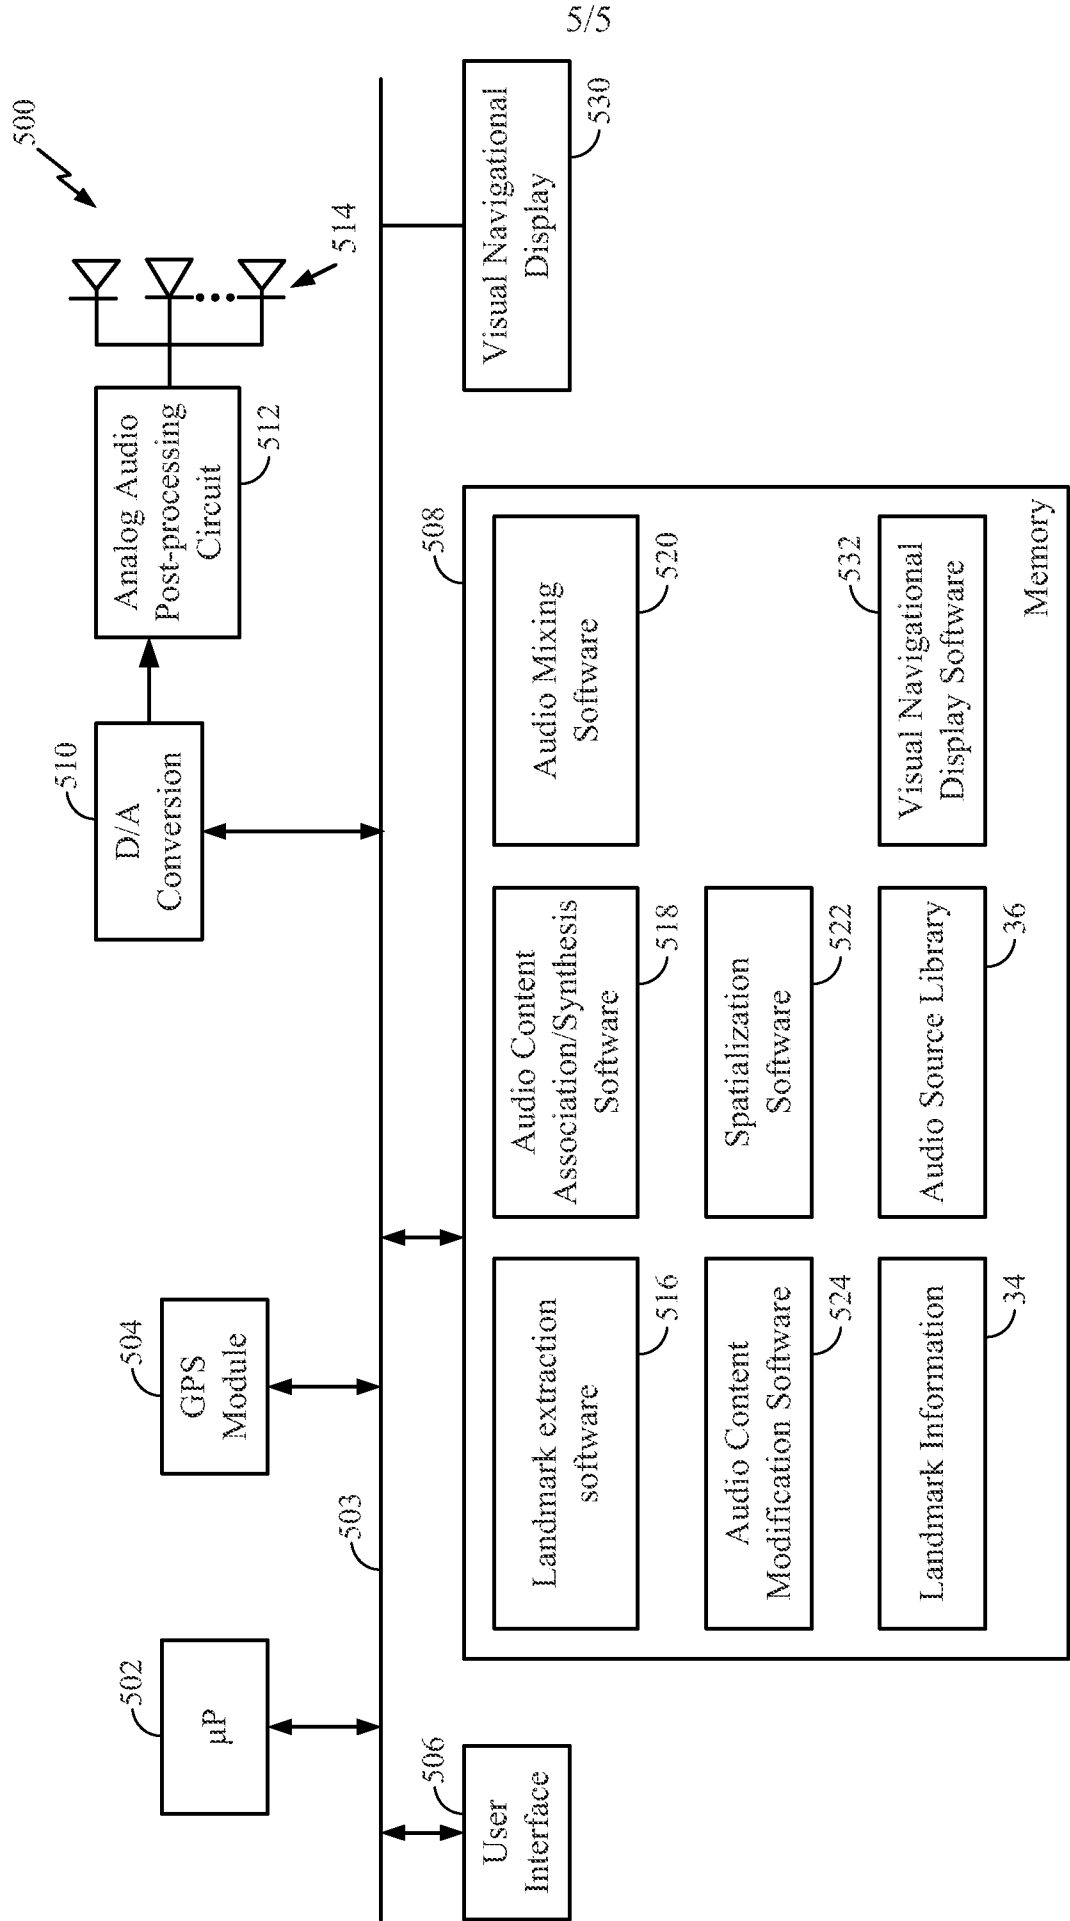 5/5
500
510
D/A
Conversion
Analog Audio
Post-processing
Circuit
512
514
502
µP
504
GPS
Module
503
506
User
Interface
508
Landmark extraction
software
516
Audio Content
Association/Synthesis
Software
518
Audio Mixing
Software
520
Audio Content
Modification Software
524
Spatialization
Software
522
Landmark Information
34
Audio Source Library
36
Visual Navigational
Display Software
532
Memory
Visual Navigational
Display
530